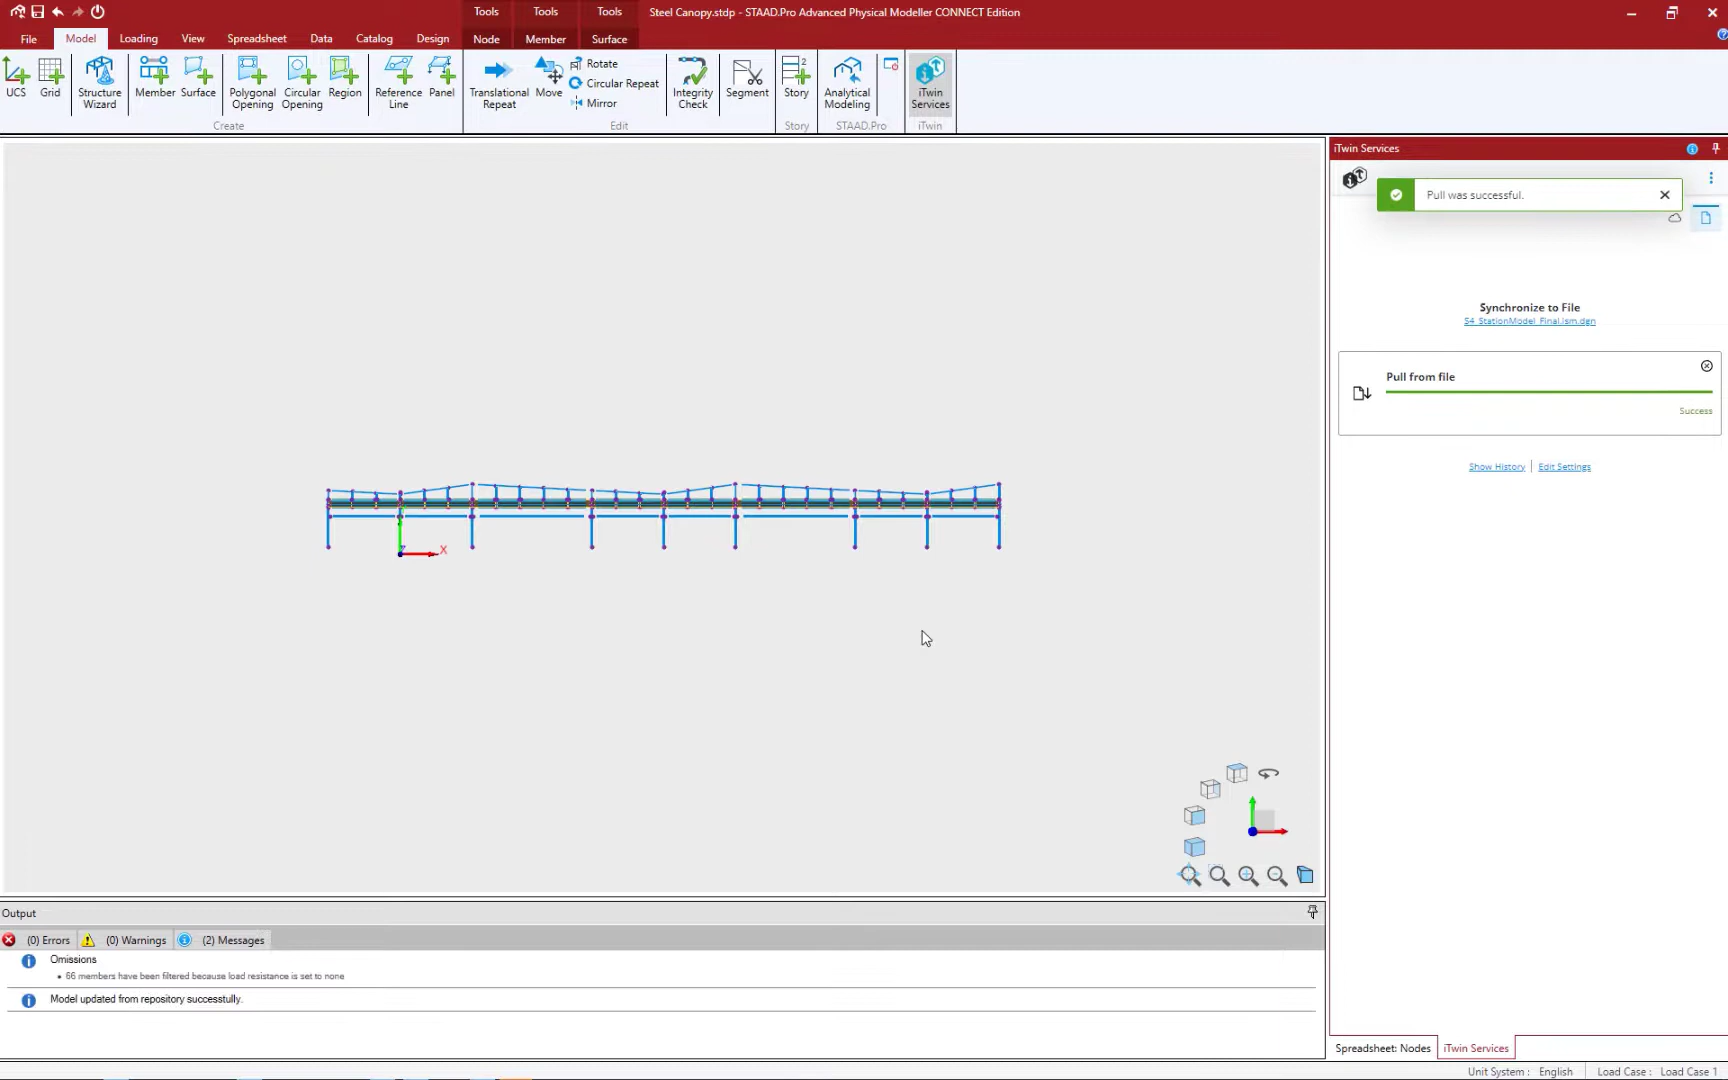 Tools Tools Tools Steel Canopy.stdp - STAAD.Pro Advanced Physical Modeller CONNECT Edition
File Model Loading View Spreadsheet Data Catalog Design Node Member Surface
UCS Grid Structure Wizard Member Surface Polygonal Opening Circular Opening Region Reference Line Panel
Create
Translational Repeat Move Rotate Circular Repeat Mirror Integrity Check Segment
Edit
2
Story
Story
Analytical Modeling
STAAD.Pro
iTwin Services
iTwin
iTwin Services
Pull was successful.
Synchronize to File
S4_StationModel_Final.ism.dgn
Pull from file
Success
Show History | Edit Settings
X
Output
(0) Errors (0) Warnings (2) Messages
Omissions
• 66 members have been filtered because load resistance is set to none
Model updated from repository successfully.
Spreadsheet: Nodes iTwin Services
Unit System : English Load Case : Load Case 1